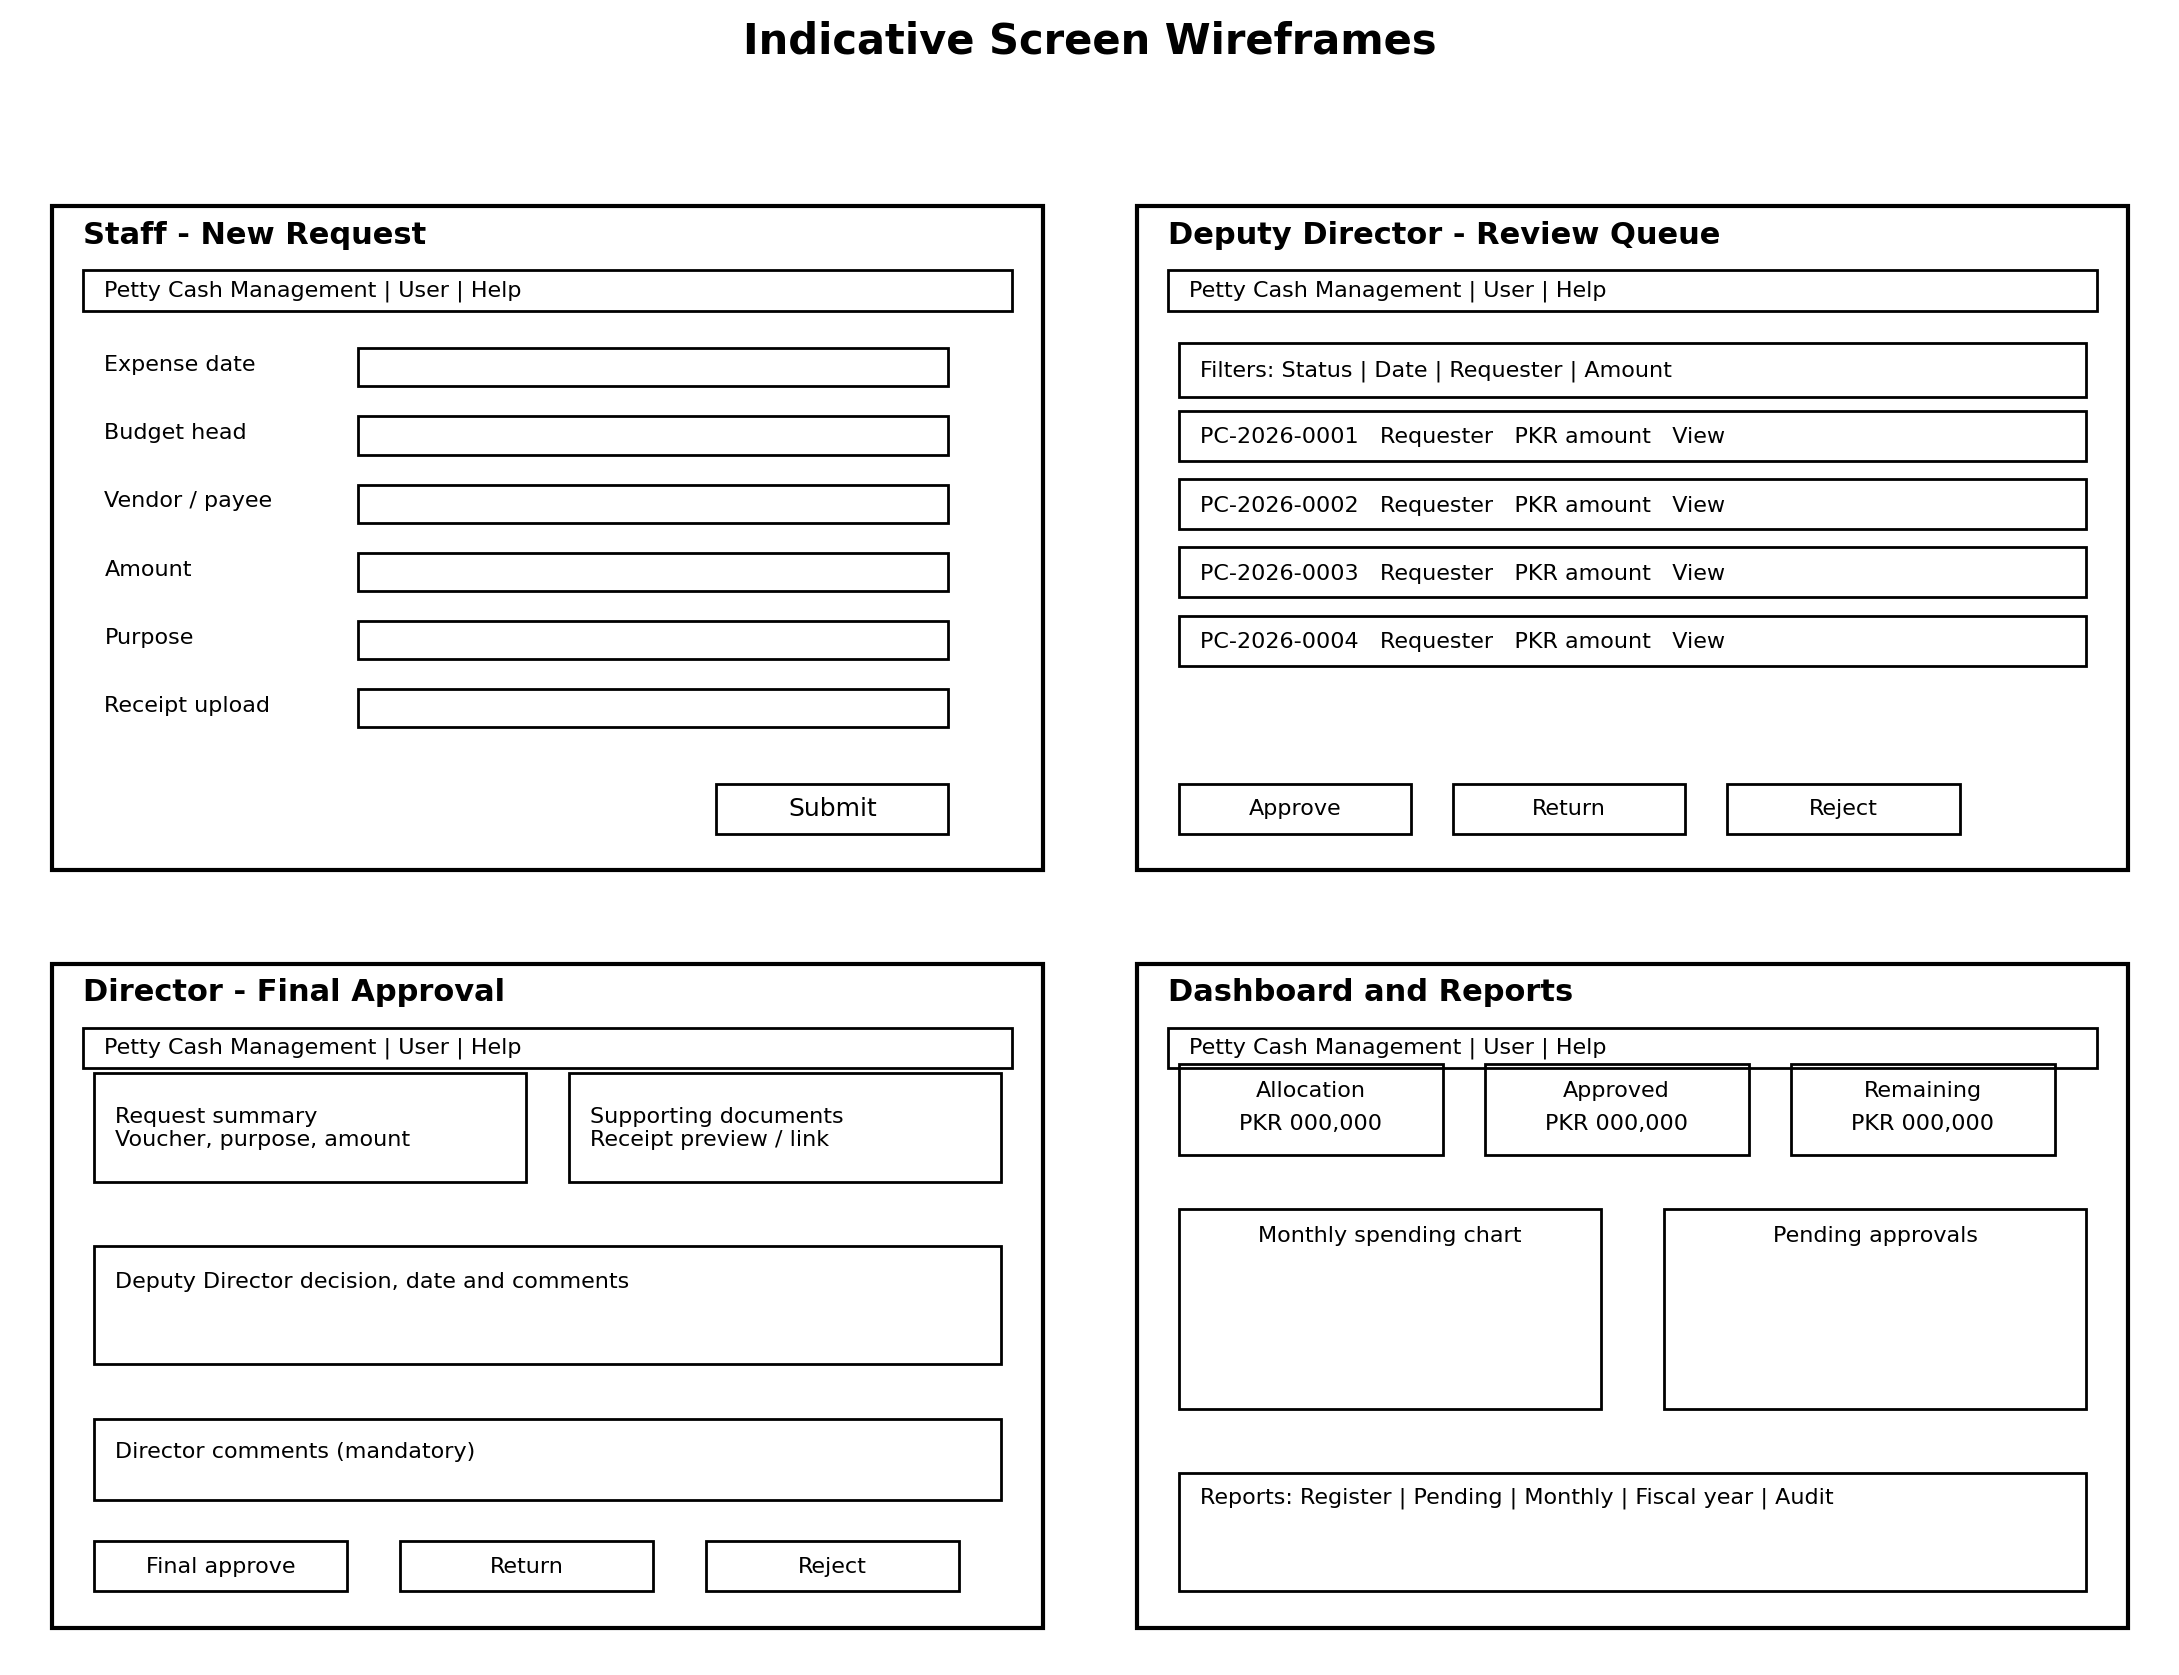 Indicative Screen Wireframes
Staff - New Request
Petty Cash Management | User | Help
Expense date
Budget head
Vendor / payee
Amount
Purpose
Receipt upload
Submit
Deputy Director - Review Queue
Petty Cash Management | User | Help
Filters: Status | Date | Requester | Amount
PC-2026-0001 Requester PKR amount View
PC-2026-0002 Requester PKR amount View
PC-2026-0003 Requester PKR amount View
PC-2026-0004 Requester PKR amount View
Approve
Return
Reject
Director - Final Approval
Petty Cash Management | User | Help
Request summary
Voucher, purpose, amount
Supporting documents
Receipt preview / link
Deputy Director decision, date and comments
Director comments (mandatory)
Final approve
Return
Reject
Dashboard and Reports
Petty Cash Management | User | Help
Allocation
PKR 000,000
Approved
PKR 000,000
Remaining
PKR 000,000
Monthly spending chart
Pending approvals
Reports: Register | Pending | Monthly | Fiscal year | Audit